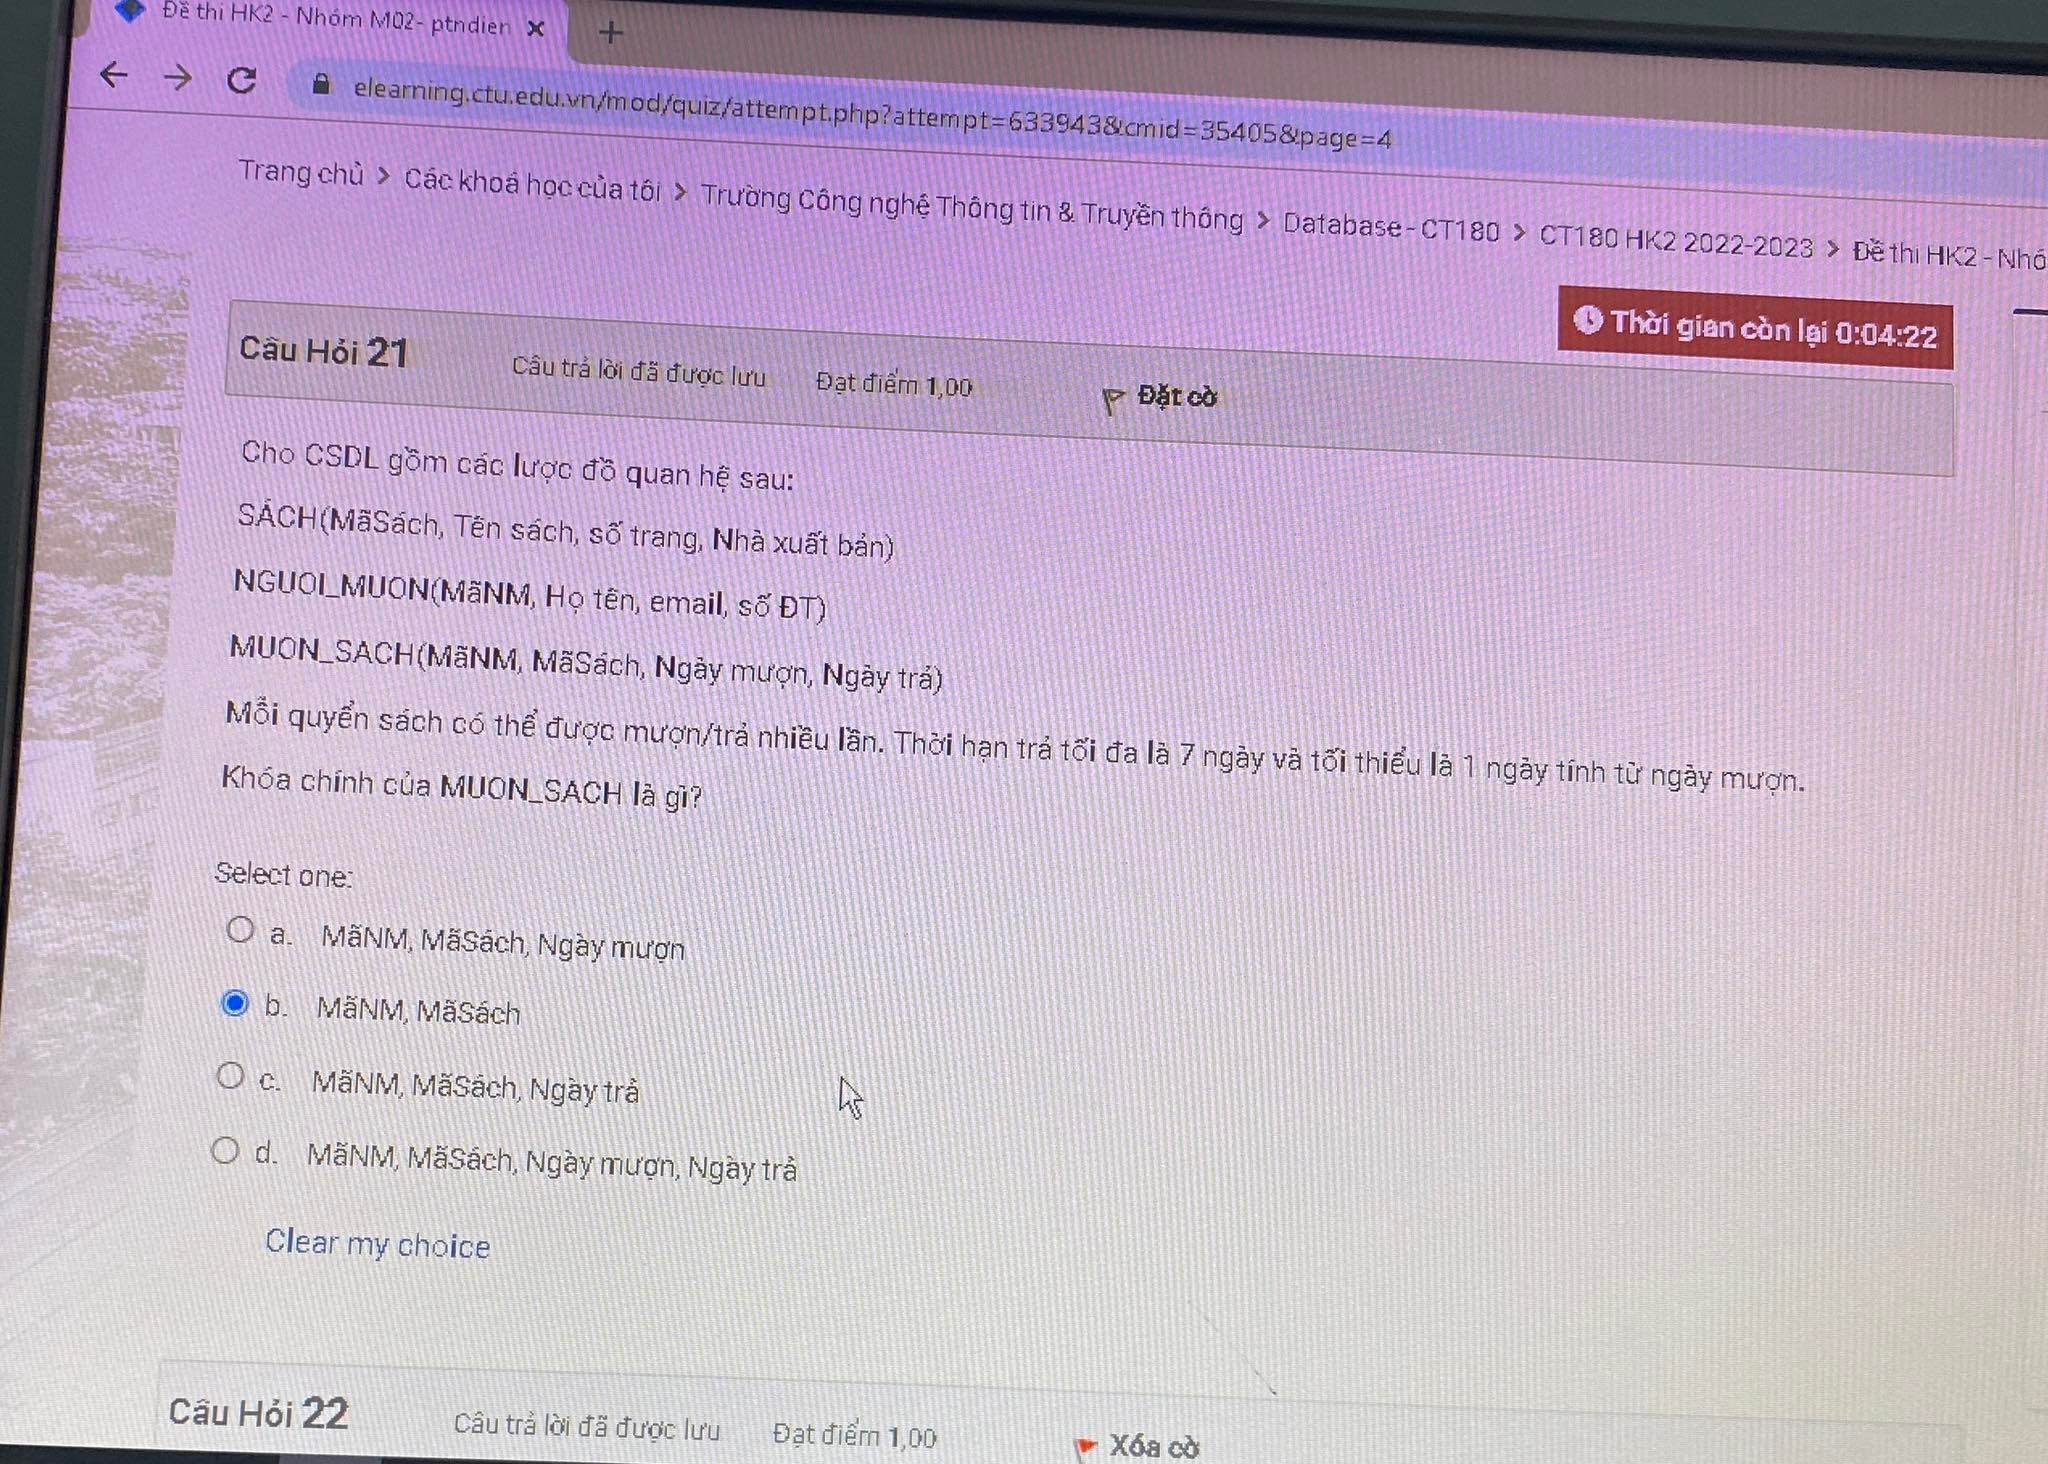 Đề thi HK2 - Nhóm M02- ptndien
elearning.ctu.edu.vn/mod/quiz/attempt.php?attempt=633943&cmid=35405&page=4
Trang chủ > Các khoá học của tôi > Trường Công nghệ Thông tin & Truyền thông > Database - CT180 > CT180 HK2 2022-2023 > Đề thi HK2 - Nhó
Thời gian còn lại 0:04:22
Câu Hỏi 21 Câu trả lời đã được lưu Đạt điểm 1,00 Đặt cờ
Cho CSDL gồm các lược đồ quan hệ sau:
SÁCH(MãSách, Tên sách, số trang, Nhà xuất bản)
NGUOI_MUON(MãNM, Họ tên, email, số ĐT)
MUON_SACH(MãNM, MãSách, Ngày mượn, Ngày trả)
Mỗi quyển sách có thể được mượn/trả nhiều lần. Thời hạn trả tối đa là 7 ngày và tối thiểu là 1 ngày tính từ ngày mượn.
Khóa chính của MUON_SACH là gì?
Select one:
a. MãNM, MãSách, Ngày mượn
b. MãNM, MãSách
c. MãNM, MãSách, Ngày trả
d. MãNM, MãSách, Ngày mượn, Ngày trả
Clear my choice
Câu Hỏi 22 Câu trả lời đã được lưu Đạt điểm 1,00 Xóa cờ